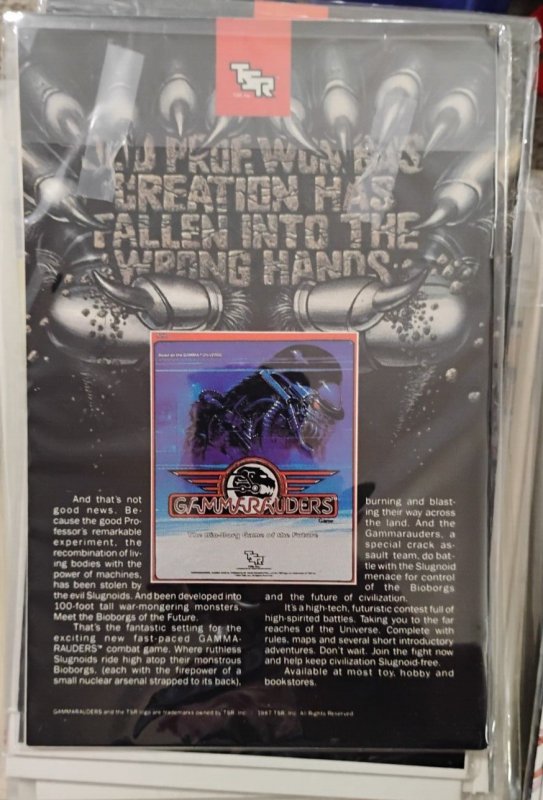 TSR
CREATION HAS
FALLEN INTO THE
WRONG HANDS.
GAMMARAUDERS
Game
The Bio-Borg Game of the Future
TSR
And that's not
good news. Be-
cause the good Pro-
fessor's remarkable
experiment, the
recombination of liv-
ing bodies with the
power of machines,
has been stolen by
the evil Slugnoids. And been developed into
100-foot tall war-mongering monsters.
Meet the Bioborgs of the Future.
That's the fantastic setting for the
exciting new fast-paced GAMMA-
RAUDERS™ combat game. Where ruthless
Slugnoids ride high atop their monstrous
Bioborgs, (each with the firepower of a
small nuclear arsenal strapped to its back),
burning and blast-
ing their way across
the land. And the
Gammarauders, a
special crack as-
sault team, do bat-
tle with the Slugnoid
menace for control
of the Bioborgs
and the future of civilization.
It's a high-tech, futuristic contest full of
high-spirited battles. Taking you to the far
reaches of the Universe. Complete with
rules, maps and several short introductory
adventures. Don't wait. Join the fight now
and help keep civilization Slugnoid-free.
Available at most toy, hobby and
bookstores.
GAMMARAUDERS and the TSR logo are trademarks owned by TSR, Inc. 1987 TSR, Inc. All Rights Reserved.